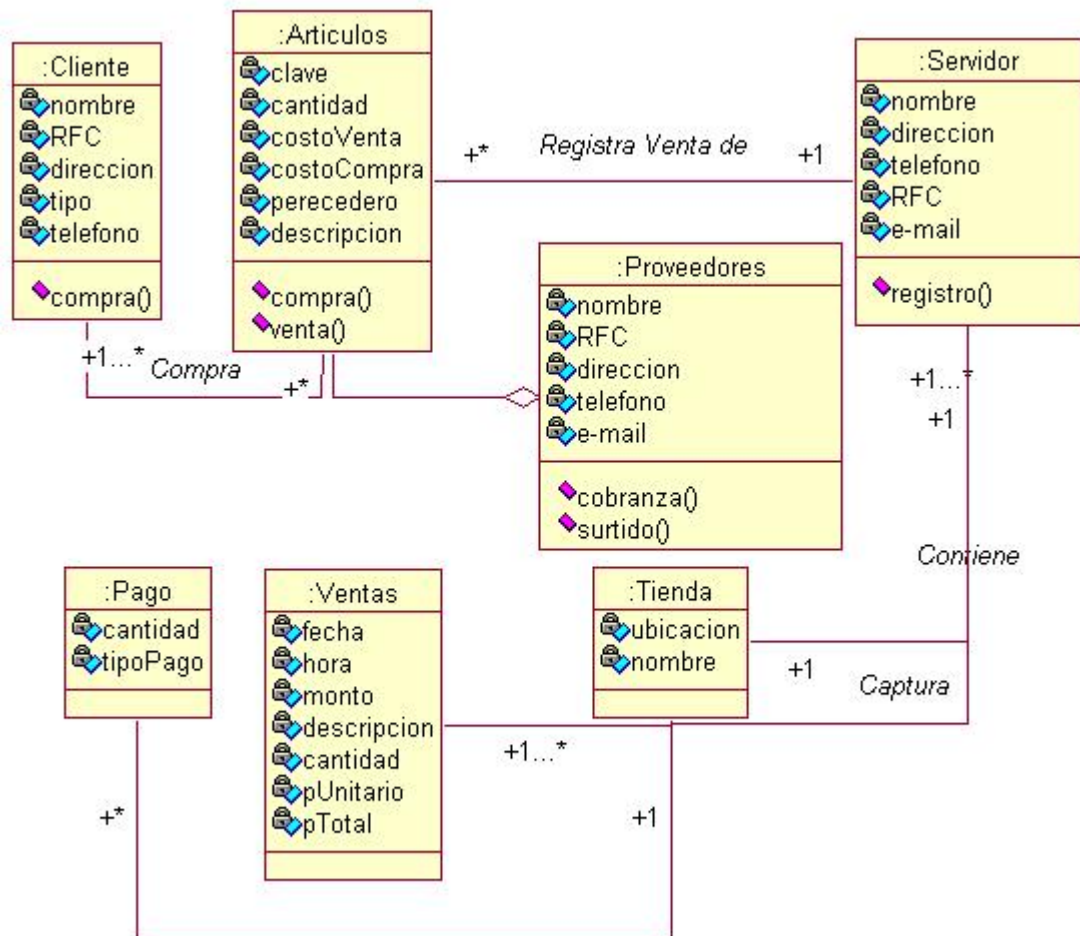 :Cliente
nombre
RFC
direccion
tipo
telefono
compra()
:Articulos
clave
cantidad
costoVenta
costoCompra
perecedero
descripcion
compra()
venta()
+* Registra Venta de +1
:Servidor
nombre
direccion
telefono
RFC
e-mail
registro()
:Proveedores
nombre
RFC
direccion
telefono
e-mail
cobranza()
surtido()
+1...* Compra +*
+1...*
+1
Contiene
:Pago
cantidad
tipoPago
:Ventas
fecha
hora
monto
descripcion
cantidad
pUnitario
pTotal
:Tienda
ubicacion
nombre
+1
Captura
+1...*
+*
+1